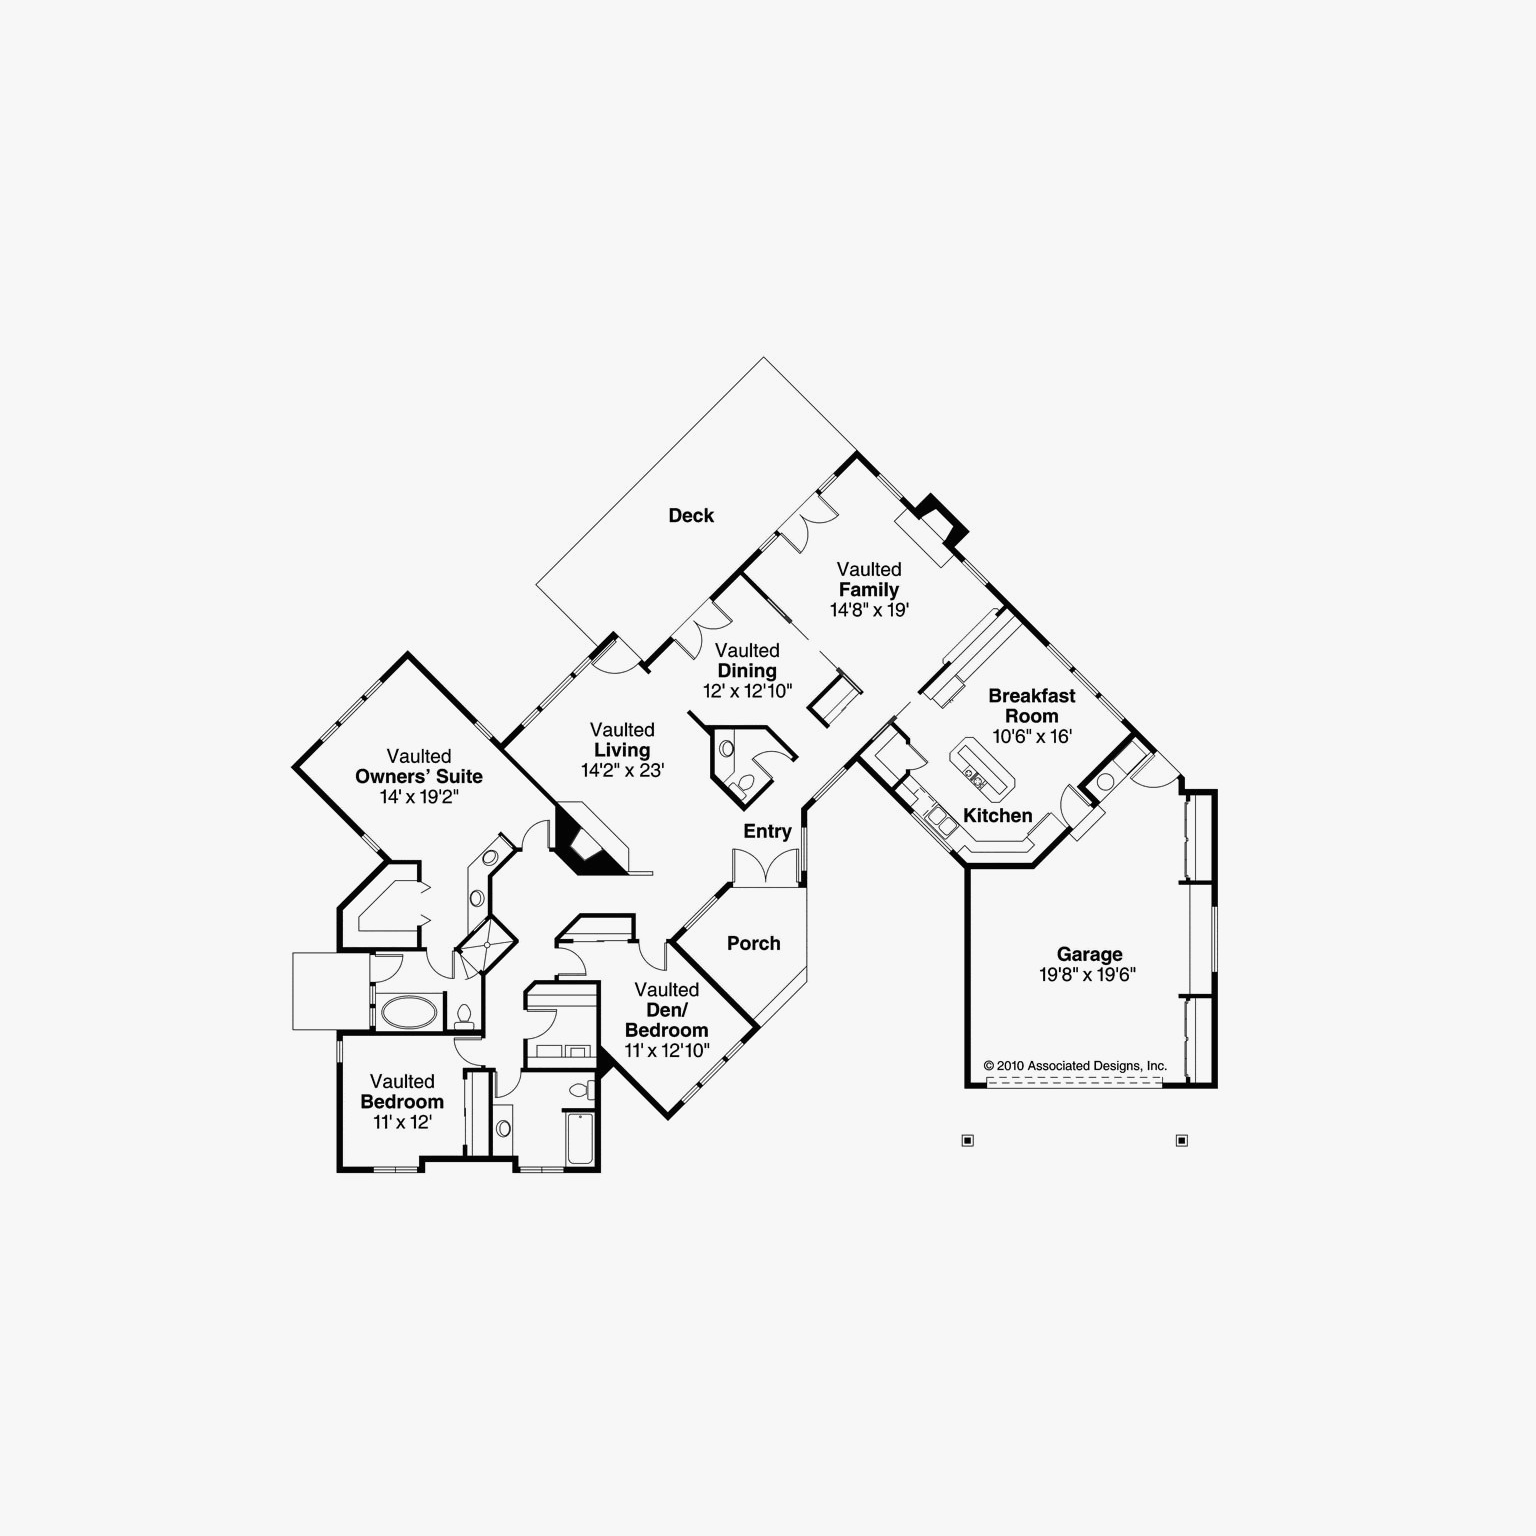 Deck
Vaulted
Family
14'8" x 19'
Vaulted
Dining
12' x 12'10"
Breakfast
Room
10'6" x 16'
Vaulted
Living
14'2" x 23'
Vaulted
Owners' Suite
14' x 19'2"
Kitchen
Entry
Porch
Garage
19'8" x 19'6"
Vaulted
Den/
Bedroom
11' x 12'10"
© 2010 Associated Designs, Inc.
Vaulted
Bedroom
11' x 12'